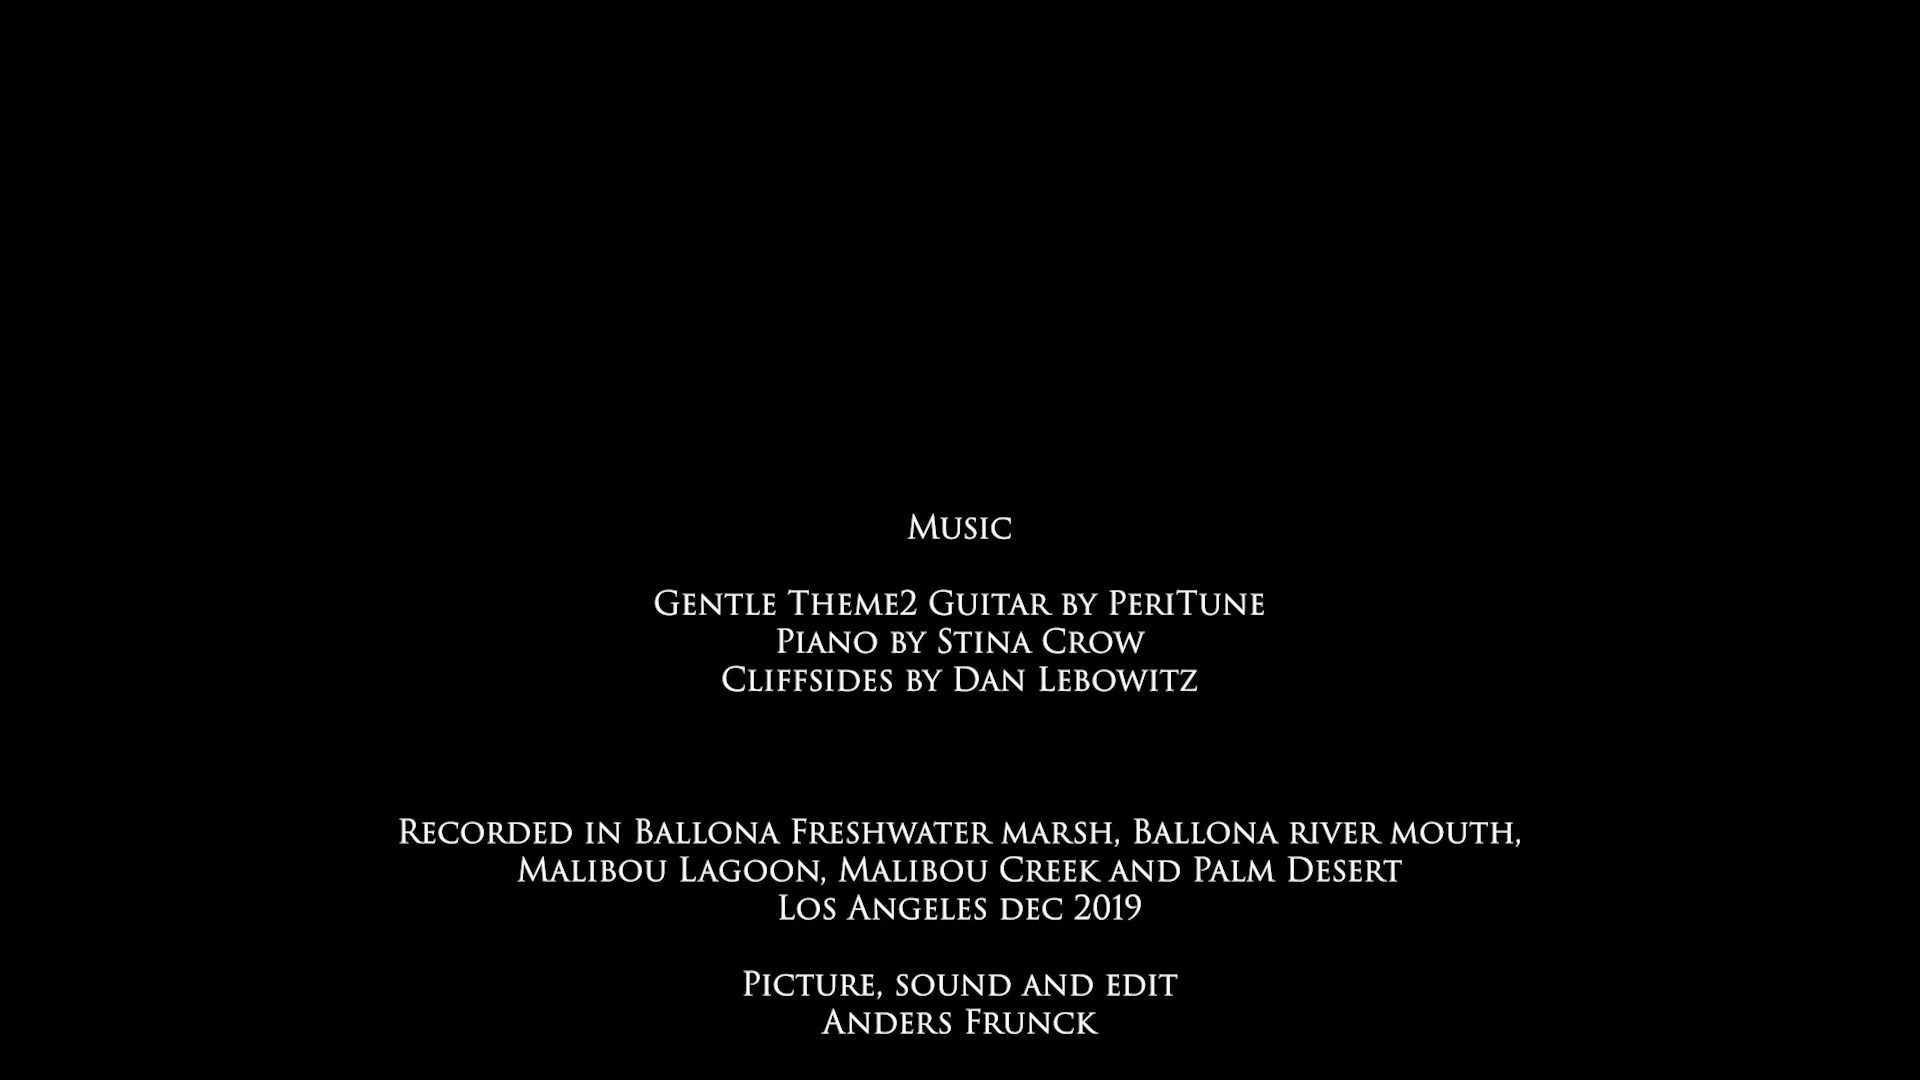 Music
Gentle Theme2 Guitar by PeriTune
Piano by Stina Crow
Cliffsides by Dan Lebowitz
Recorded in Ballona Freshwater marsh, Ballona river mouth,
Malibou Lagoon, Malibou Creek and Palm Desert
Los Angeles dec 2019
Picture, sound and edit
Anders Frunck